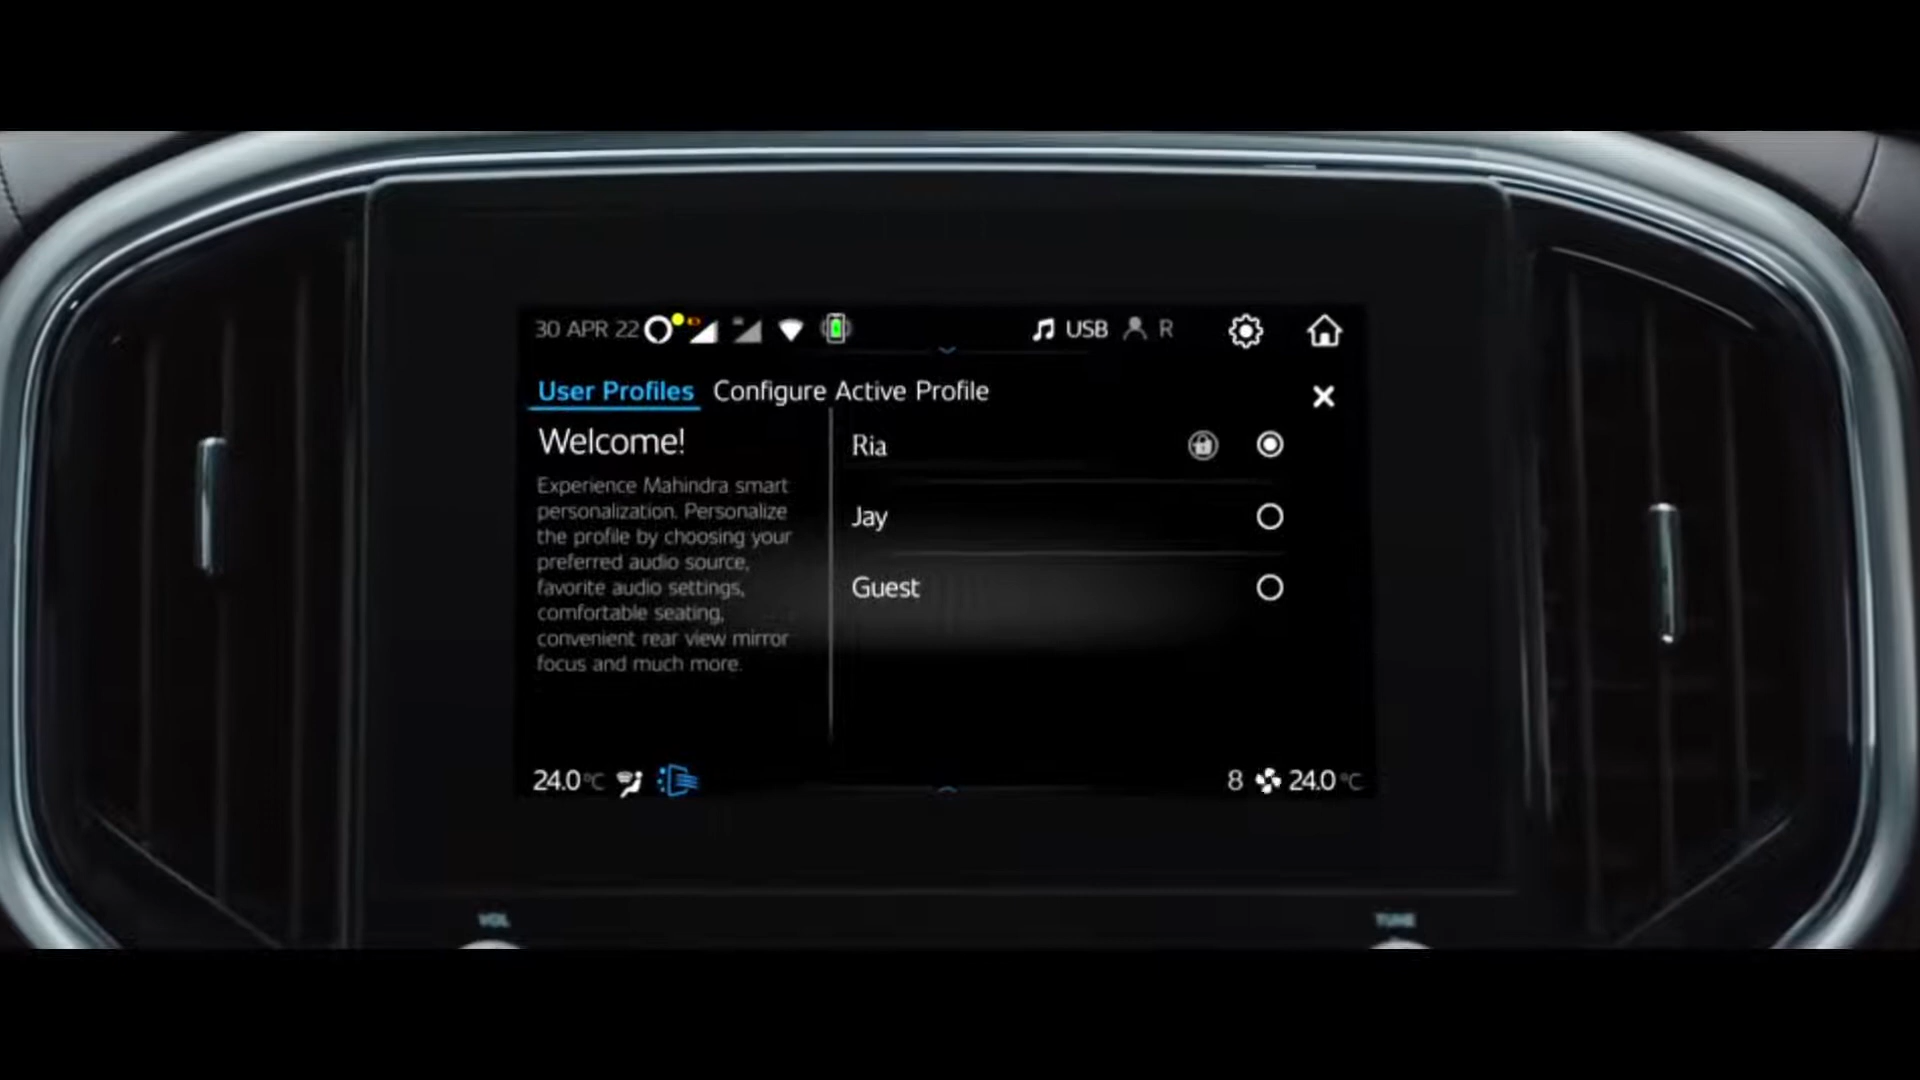 30 APR 22 USB R
User Profiles Configure Active Profile
Welcome!
Experience Mahindra smart
personalization. Personalize
the profile by choosing your
preferred audio source,
favorite audio settings,
comfortable seating,
convenient rear view mirror
focus and much more.
Ria
Jay
Guest
24.0°C 8 24.0°C
VOL TUNE